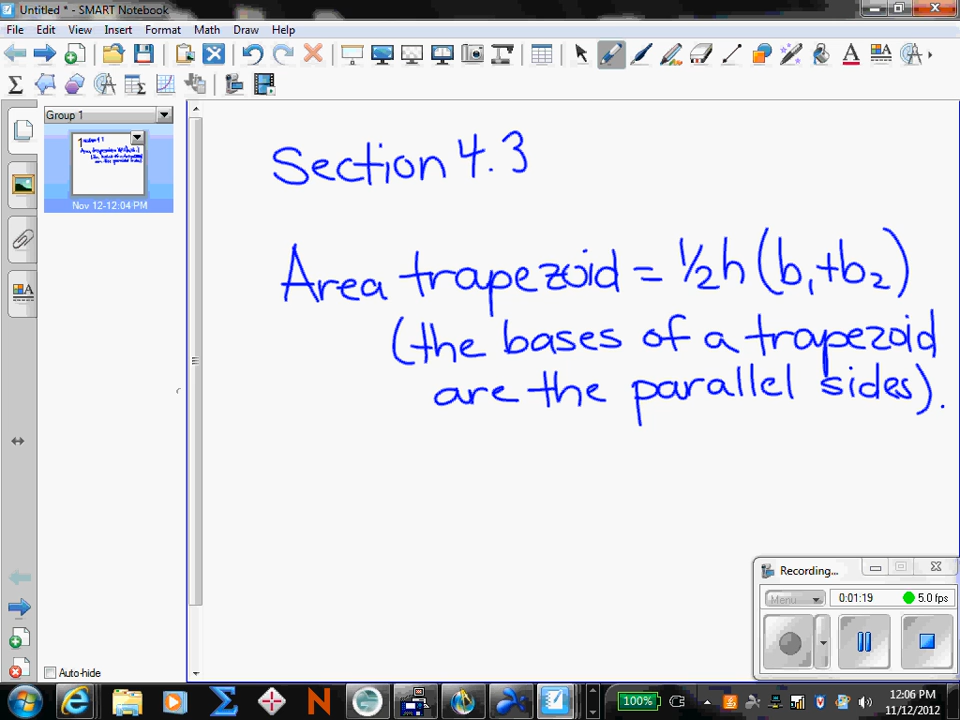 Untitled * - SMART Notebook
File Edit View Insert Format Math Draw Help
Group 1
Nov 12-12:04 PM
Section 4.3
Area trapezoid = ½h (b₁+b₂)
(the bases of a trapezoid
are the parallel sides).
Recording...
Menu 0:01:19 5.0 fps
Auto-hide
100% 12:06 PM
11/12/2012